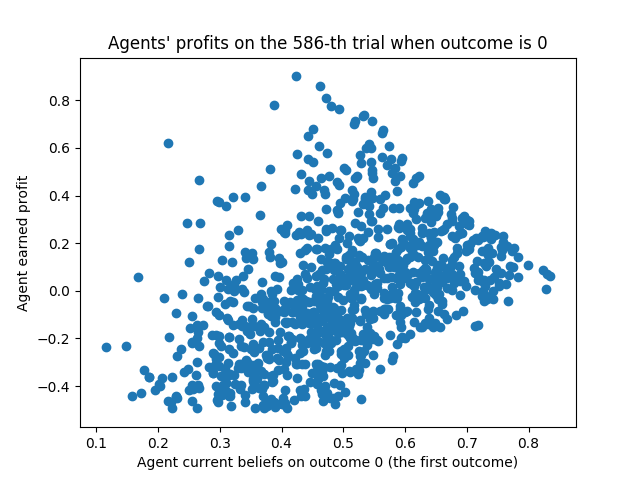 Agents' profits on the 586-th trial when outcome is 0
Agent earned profit
0.8
0.6
0.4
0.2
0.0
−0.2
−0.4
0.1 0.2 0.3 0.4 0.5 0.6 0.7 0.8
Agent current beliefs on outcome 0 (the first outcome)